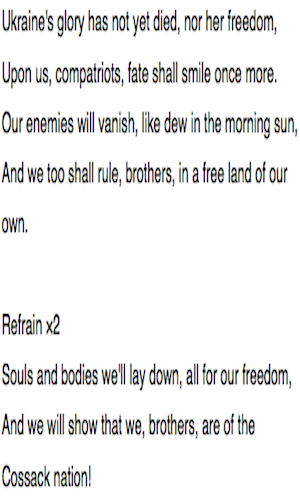 Ukraine's glory has not yet died, nor her freedom,
Upon us, compatriots, fate shall smile once more.
Our enemies will vanish, like dew in the morning sun,
And we too shall rule, brothers, in a free land of our
own.
Refrain x2
Souls and bodies we'll lay down, all for our freedom,
And we will show that we, brothers, are of the
Cossack nation!